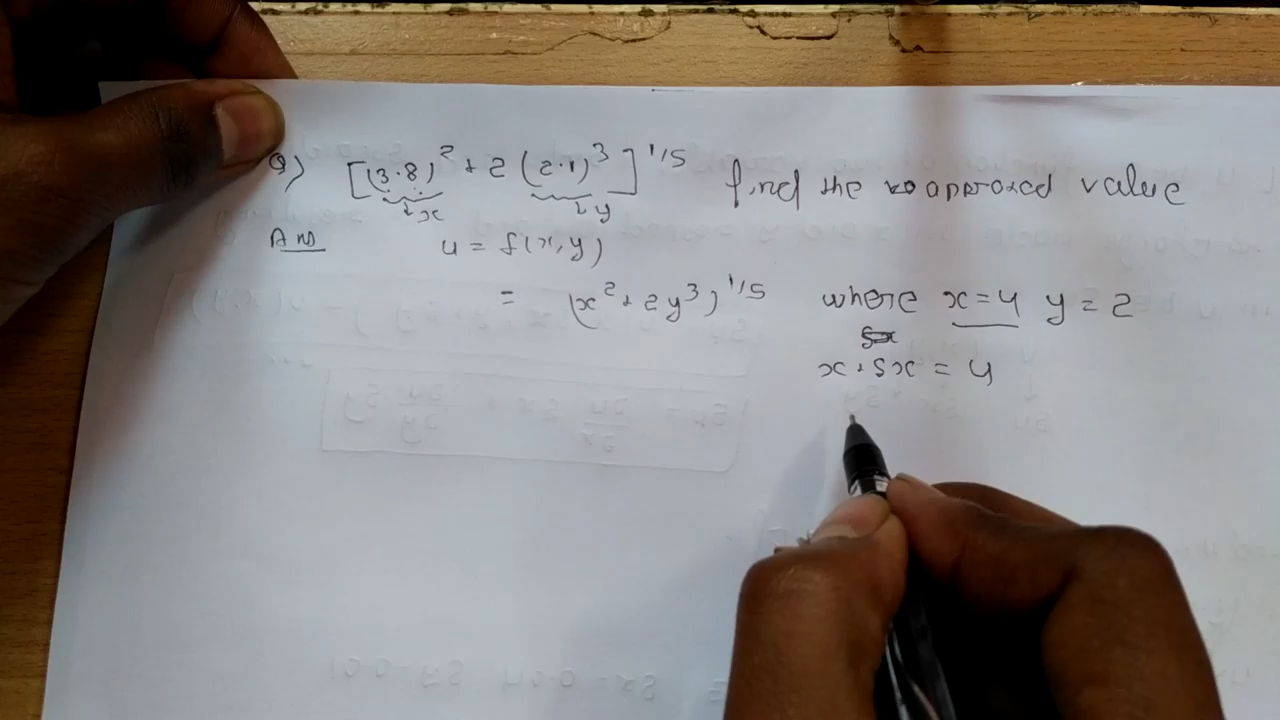 Q) [(3.8)² + 2 (2.1)³]^1/5 find the approxed value
↓x ↓y
Ans u = f(x,y)
= (x² + 2y³)^1/5 where x=4 y = 2
x+δx = 4